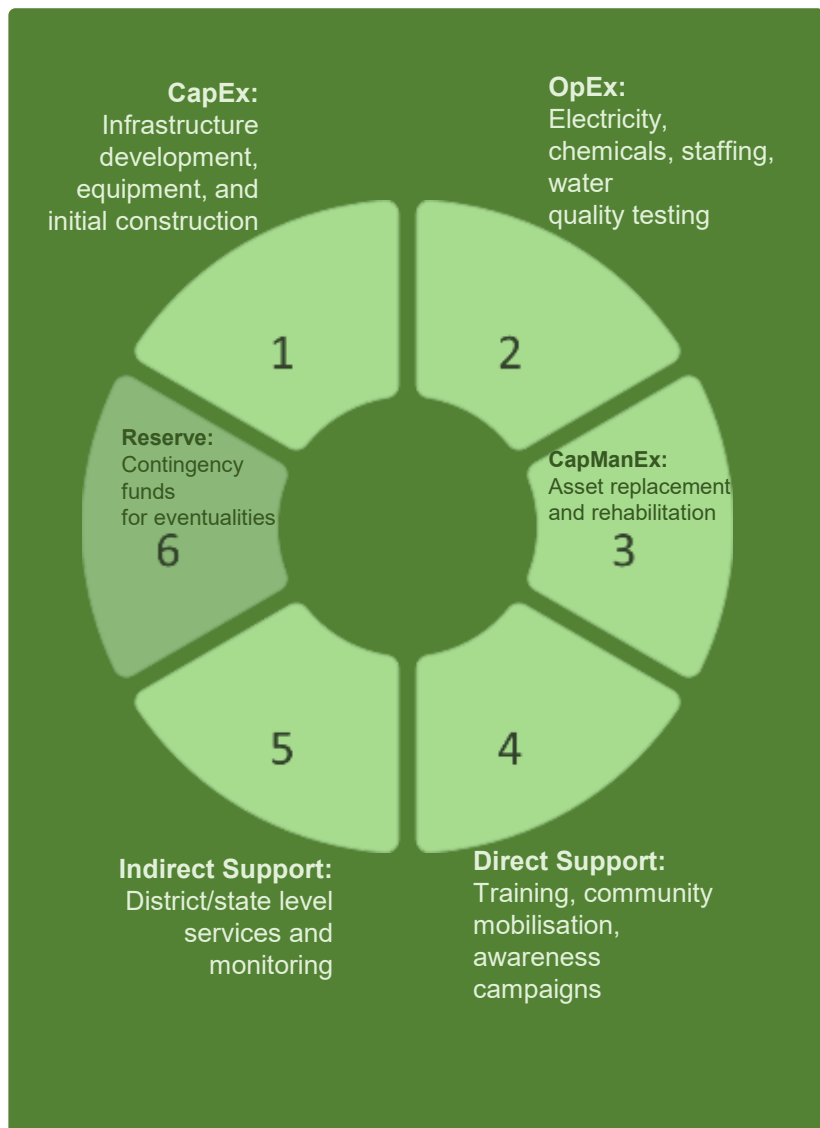 CapEx:
Infrastructure
development,
equipment, and
initial construction
1
OpEx:
Electricity,
chemicals, staffing,
water
quality testing
2
CapManEx:
Asset replacement
and rehabilitation
3
Direct Support:
Training, community
mobilisation,
awareness
campaigns
4
Indirect Support:
District/state level
services and
monitoring
5
Reserve:
Contingency
funds
for eventualities
6